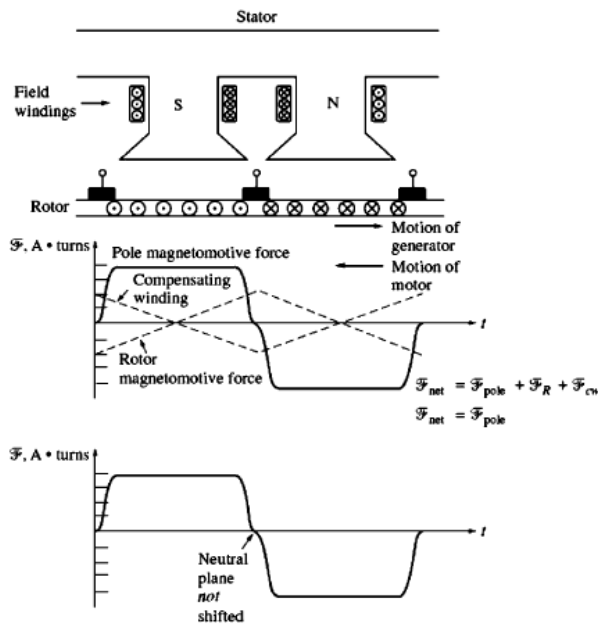 Stator
Field
windings
S
N
Rotor
Motion of
generator
ℱ, A • turns
Pole magnetomotive force
Motion of
motor
Compensating
winding
t
Rotor
magnetomotive force
ℱnet = ℱpole + ℱR + ℱcw
ℱnet = ℱpole
ℱ, A • turns
t
Neutral
plane
not
shifted